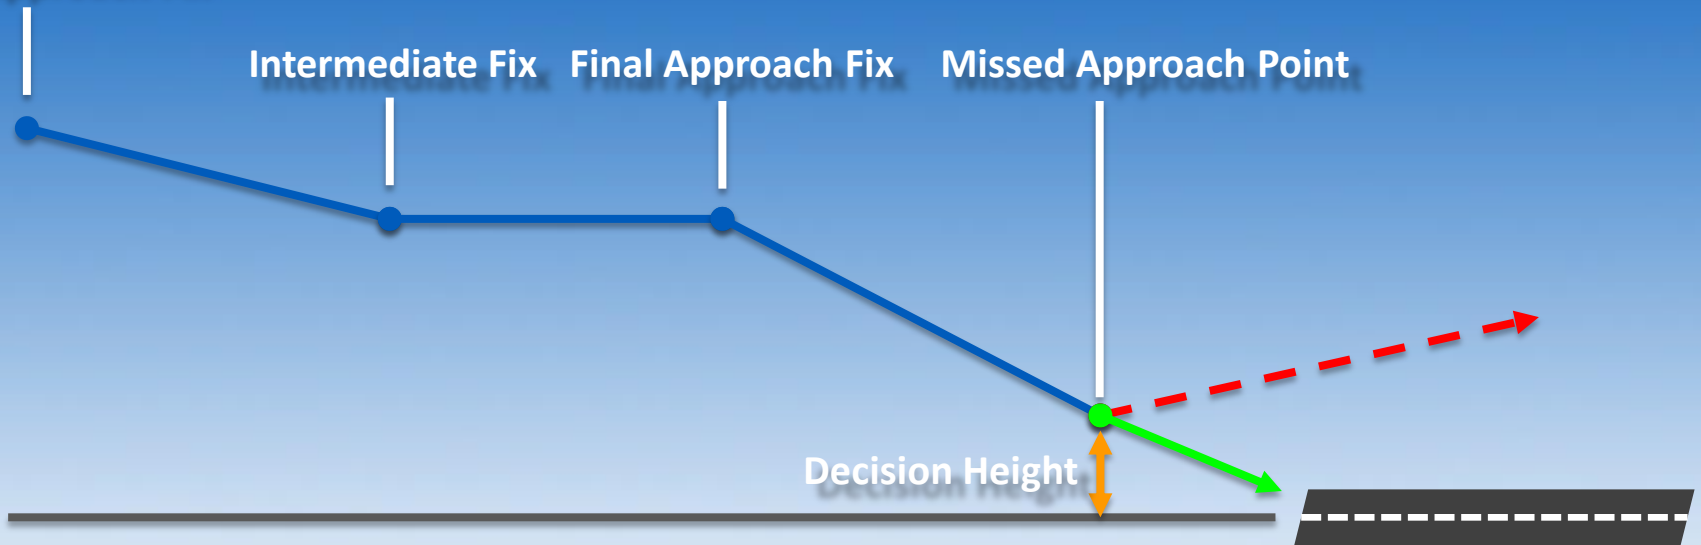 Intermediate Fix
Final Approach Fix
Missed Approach Point
Decision Height